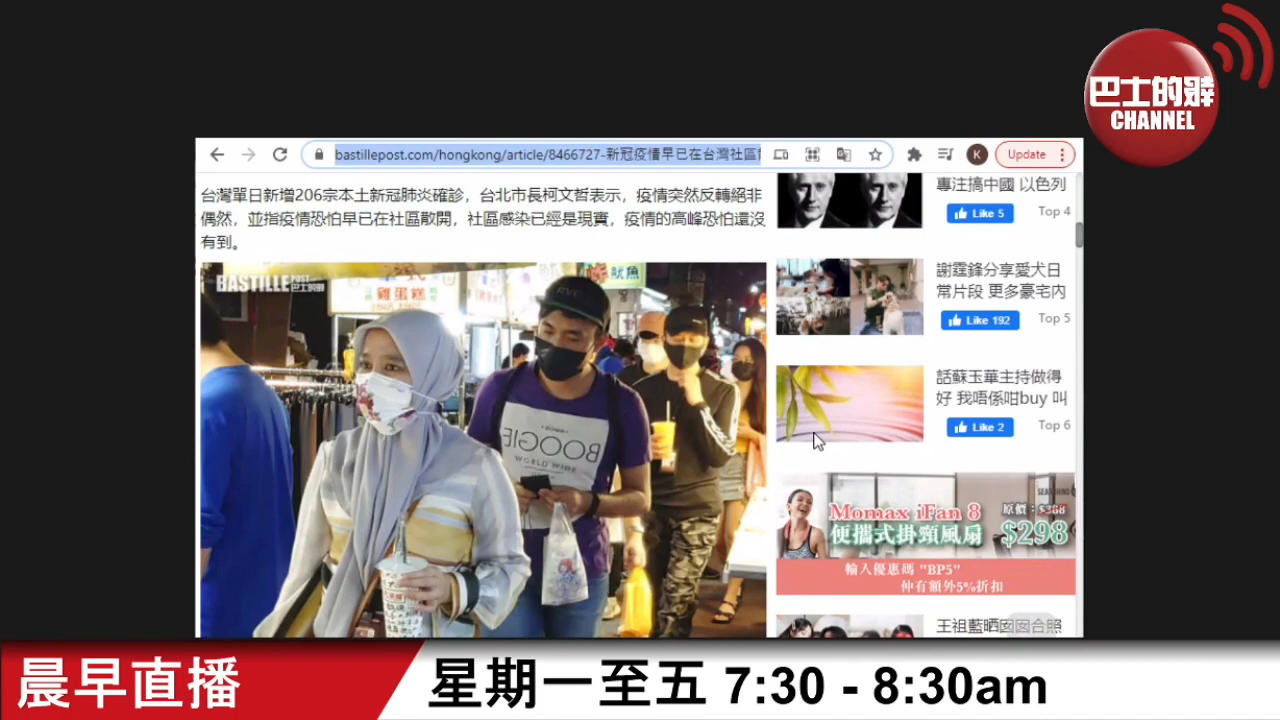 巴士的報
CHANNEL
bastillepost.com/hongkong/article/8466727-新冠疫情早已在台灣社區
K
Update
台灣單日新增206宗本土新冠肺炎確診，台北市長柯文哲表示，疫情突然反轉絕非
偶然，並指疫情恐怕早已在社區散開，社區感染已經是現實，疫情的高峰恐怕還沒
有到。
BASTILLE POST
巴士的報
雞蛋糕
魷魚
BOOGIE
WORLD WIDE
專注搞中國 以色列
Like 5
Top 4
謝霆鋒分享愛犬日
常片段 更多豪宅內
Like 192
Top 5
話蘇玉華主持做得
好 我唔係咁buy 叫
Like 2
Top 6
Momax iFan 8
便攜式掛頸風扇
原價：$368
$298
輸入優惠碼 "BP5"
仲有額外5%折扣
王祖藍晒囡囡合照
晨早直播
星期一至五 7:30 - 8:30am